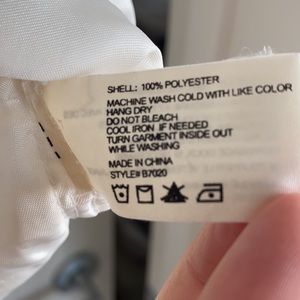 SHELL: 100% POLYESTER
MACHINE WASH COLD WITH LIKE COLOR
HANG DRY
DO NOT BLEACH
COOL IRON IF NEEDED
TURN GARMENT INSIDE OUT
WHILE WASHING
MADE IN CHINA
STYLE# B7020